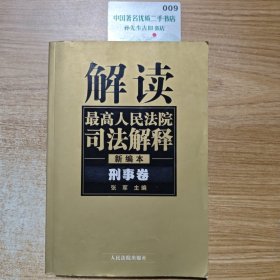 009
中国著名优质二手书店
孙先生古旧书店
解读
最高人民法院
司法解释
新编本
刑事卷
张军 主编
人民法院出版社